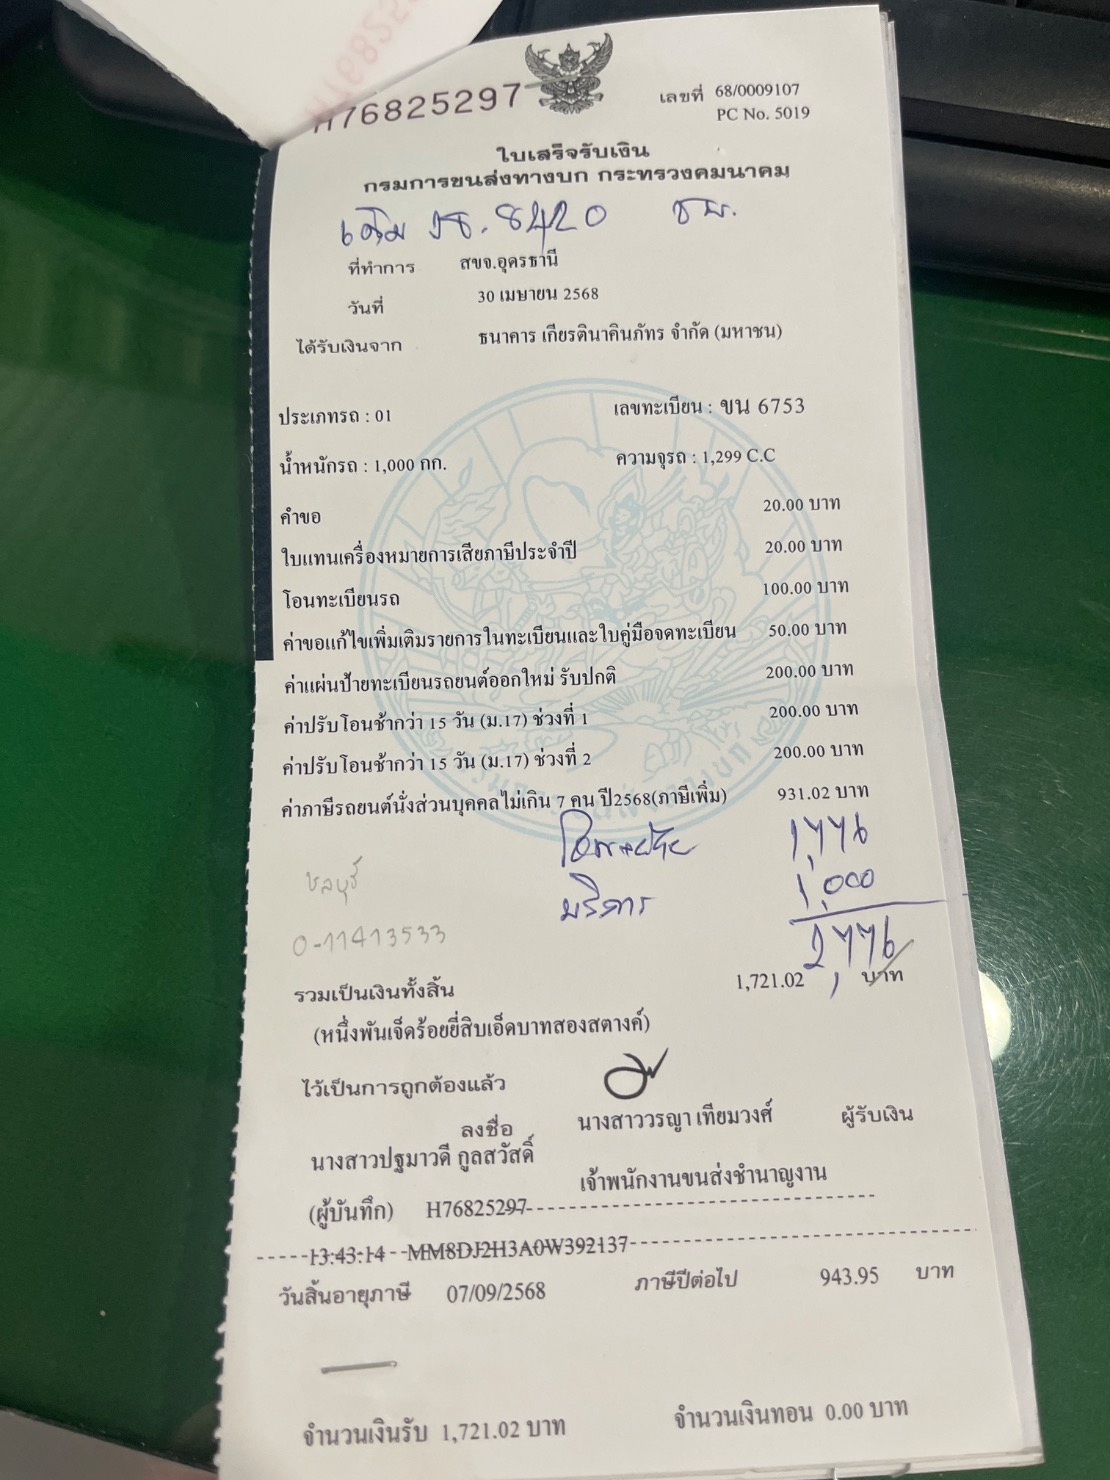 H76825297
เลขที่ 68/0009107
PC No. 5019
ใบเสร็จรับเงิน
กรมการขนส่งทางบก กระทรวงคมนาคม
เดิม 8420 ชบ.
ที่ทำการ สขจ.อุดรธานี
วันที่ 30 เมษายน 2568
ได้รับเงินจาก ธนาคาร เกียรตินาคินภัทร จำกัด (มหาชน)
ประเภทรถ : 01 เลขทะเบียน : ขน 6753
น้ำหนักรถ : 1,000 กก. ความจุรถ : 1,299 C.C
คำขอ 20.00 บาท
ใบแทนเครื่องหมายการเสียภาษีประจำปี 20.00 บาท
โอนทะเบียนรถ 100.00 บาท
ค่าขอแก้ไขเพิ่มเติมรายการในทะเบียนและใบคู่มือจดทะเบียน 50.00 บาท
ค่าแผ่นป้ายทะเบียนรถยนต์ออกใหม่ รับปกติ 200.00 บาท
ค่าปรับโอนช้ากว่า 15 วัน (ม.17) ช่วงที่ 1 200.00 บาท
ค่าปรับโอนช้ากว่า 15 วัน (ม.17) ช่วงที่ 2 200.00 บาท
ค่าภาษีรถยนต์นั่งส่วนบุคคลไม่เกิน 7 คน ปี2568(ภาษีเพิ่ม) 931.02 บาท
1,776
ชลบุรี บริการ 1,000
0-11413533 2,776
รวมเป็นเงินทั้งสิ้น 1,721.02 บาท
(หนึ่งพันเจ็ดร้อยยี่สิบเอ็ดบาทสองสตางค์)
ไว้เป็นการถูกต้องแล้ว
ลงชื่อ นางสาววรญา เทียมวงศ์ ผู้รับเงิน
นางสาวปฐมาวดี กูลสวัสดิ์
เจ้าพนักงานขนส่งชำนาญงาน
(ผู้บันทึก) H76825297
13:43:14 MM8DJ2H3A0W392137
วันสิ้นอายุภาษี 07/09/2568 ภาษีปีต่อไป 943.95 บาท
จำนวนเงินรับ 1,721.02 บาท จำนวนเงินทอน 0.00 บาท